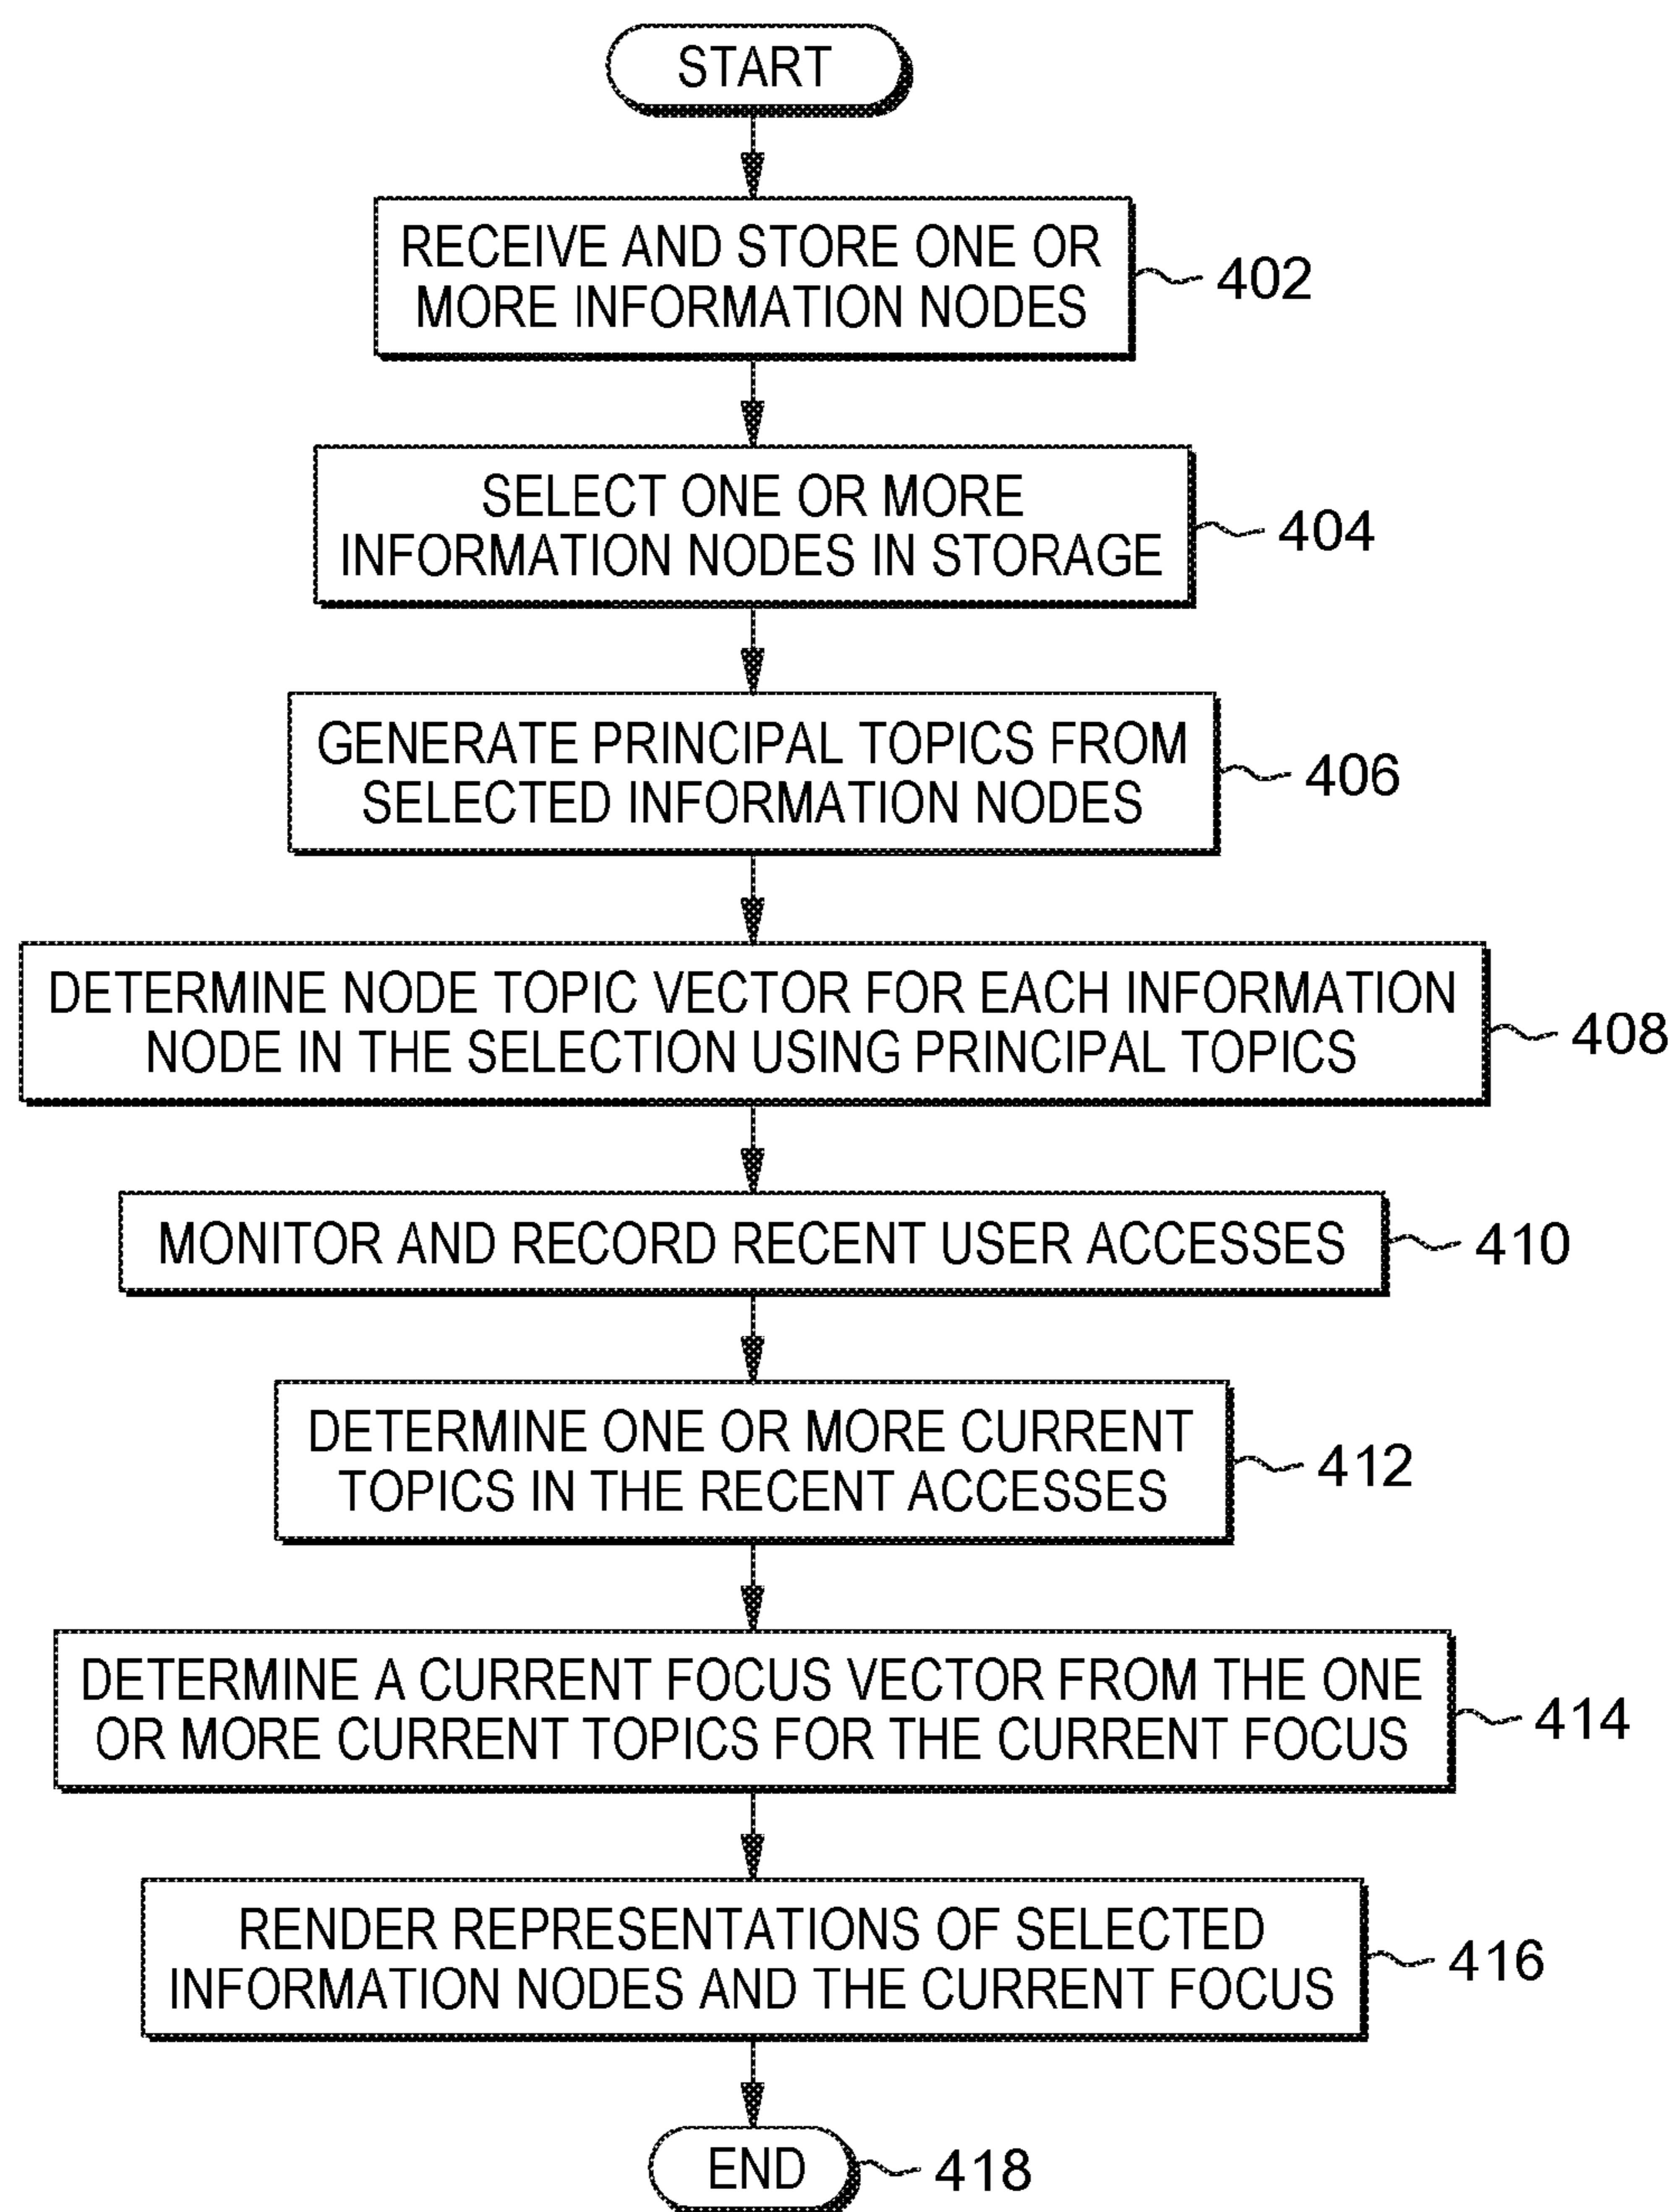 START
RECEIVE AND STORE ONE OR
MORE INFORMATION NODES
402
SELECT ONE OR MORE
INFORMATION NODES IN STORAGE
404
GENERATE PRINCIPAL TOPICS FROM
SELECTED INFORMATION NODES
406
DETERMINE NODE TOPIC VECTOR FOR EACH INFORMATION
NODE IN THE SELECTION USING PRINCIPAL TOPICS
408
MONITOR AND RECORD RECENT USER ACCESSES
410
DETERMINE ONE OR MORE CURRENT
TOPICS IN THE RECENT ACCESSES
412
DETERMINE A CURRENT FOCUS VECTOR FROM THE ONE
OR MORE CURRENT TOPICS FOR THE CURRENT FOCUS
414
RENDER REPRESENTATIONS OF SELECTED
INFORMATION NODES AND THE CURRENT FOCUS
416
END
418